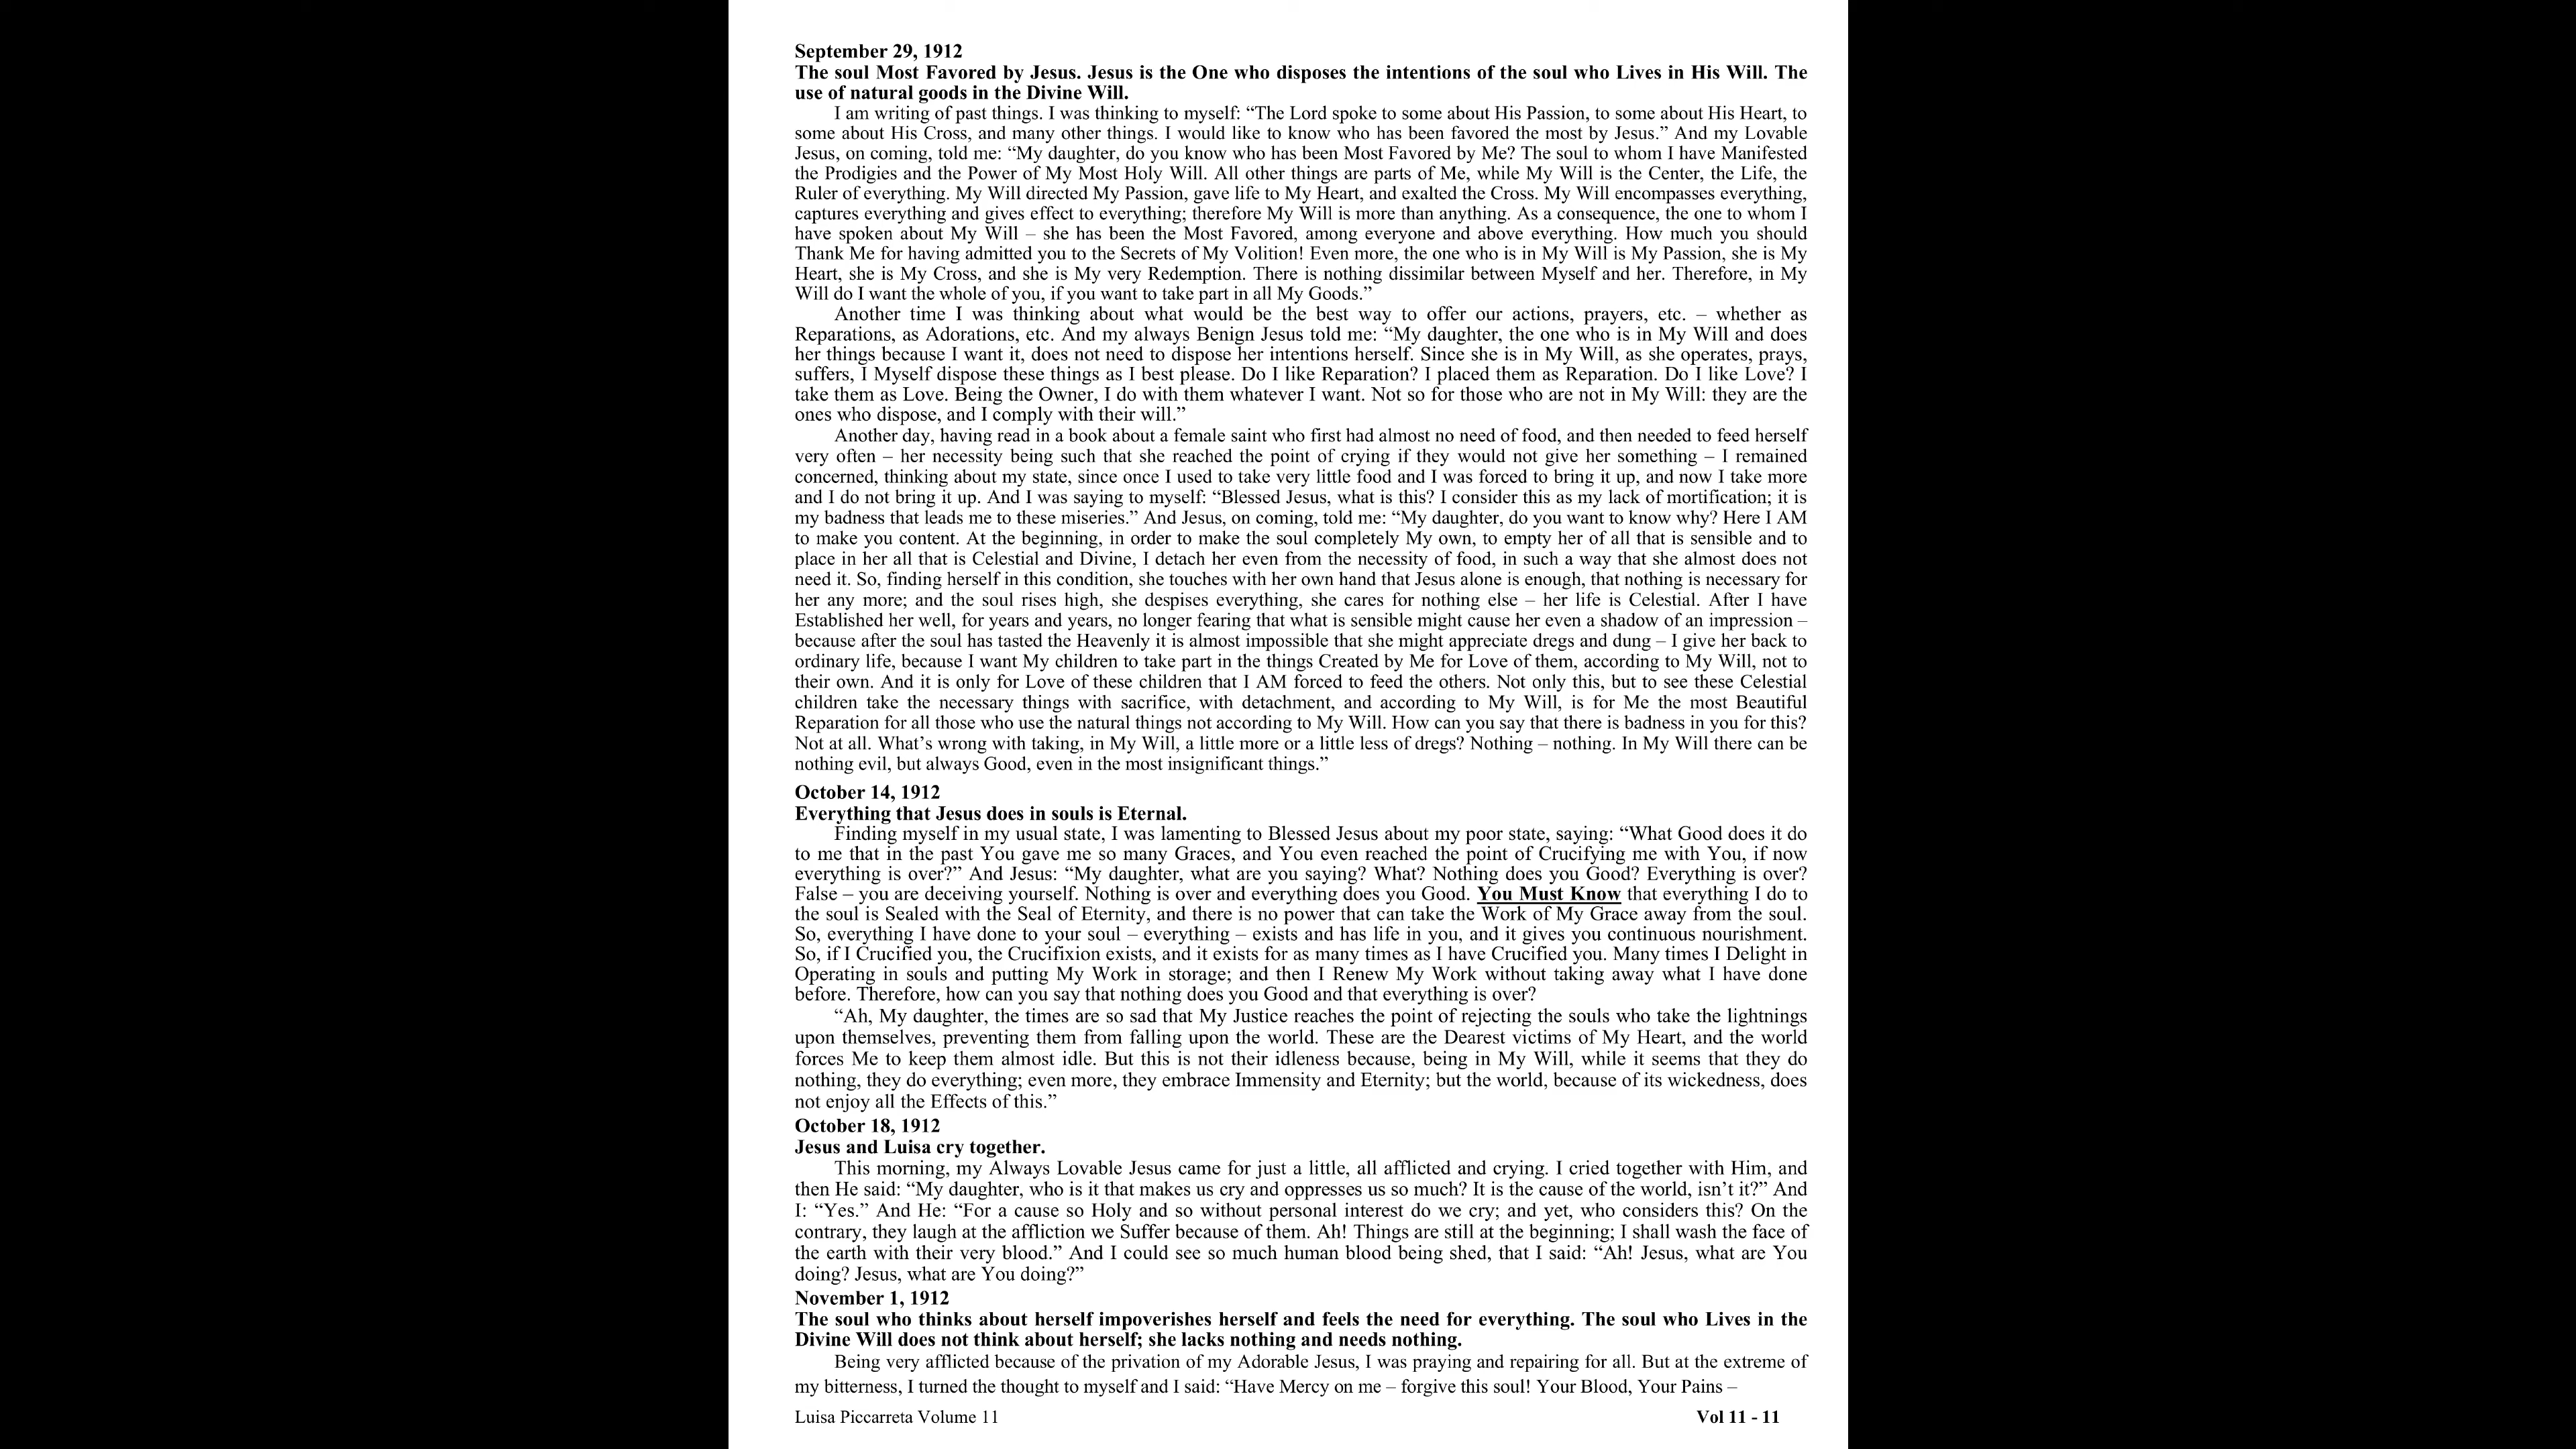 September 29, 1912
The soul Most Favored by Jesus. Jesus is the One who disposes the intentions of the soul who Lives in His Will. The
use of natural goods in the Divine Will.
I am writing of past things. I was thinking to myself: “The Lord spoke to some about His Passion, to some about His Heart, to
some about His Cross, and many other things. I would like to know who has been favored the most by Jesus.” And my Lovable
Jesus, on coming, told me: “My daughter, do you know who has been Most Favored by Me? The soul to whom I have Manifested
the Prodigies and the Power of My Most Holy Will. All other things are parts of Me, while My Will is the Center, the Life, the
Ruler of everything. My Will directed My Passion, gave life to My Heart, and exalted the Cross. My Will encompasses everything,
captures everything and gives effect to everything; therefore My Will is more than anything. As a consequence, the one to whom I
have spoken about My Will – she has been the Most Favored, among everyone and above everything. How much you should
Thank Me for having admitted you to the Secrets of My Volition! Even more, the one who is in My Will is My Passion, she is My
Heart, she is My Cross, and she is My very Redemption. There is nothing dissimilar between Myself and her. Therefore, in My
Will do I want the whole of you, if you want to take part in all My Goods.”
Another time I was thinking about what would be the best way to offer our actions, prayers, etc. – whether as
Reparations, as Adorations, etc. And my always Benign Jesus told me: “My daughter, the one who is in My Will and does
her things because I want it, does not need to dispose her intentions herself. Since she is in My Will, as she operates, prays,
suffers, I Myself dispose these things as I best please. Do I like Reparation? I placed them as Reparation. Do I like Love? I
take them as Love. Being the Owner, I do with them whatever I want. Not so for those who are not in My Will: they are the
ones who dispose, and I comply with their will.”
Another day, having read in a book about a female saint who first had almost no need of food, and then needed to feed herself
very often – her necessity being such that she reached the point of crying if they would not give her something – I remained
concerned, thinking about my state, since once I used to take very little food and I was forced to bring it up, and now I take more
and I do not bring it up. And I was saying to myself: “Blessed Jesus, what is this? I consider this as my lack of mortification; it is
my badness that leads me to these miseries.” And Jesus, on coming, told me: “My daughter, do you want to know why? Here I AM
to make you content. At the beginning, in order to make the soul completely My own, to empty her of all that is sensible and to
place in her all that is Celestial and Divine, I detach her even from the necessity of food, in such a way that she almost does not
need it. So, finding herself in this condition, she touches with her own hand that Jesus alone is enough, that nothing is necessary for
her any more; and the soul rises high, she despises everything, she cares for nothing else – her life is Celestial. After I have
Established her well, for years and years, no longer fearing that what is sensible might cause her even a shadow of an impression –
because after the soul has tasted the Heavenly it is almost impossible that she might appreciate dregs and dung – I give her back to
ordinary life, because I want My children to take part in the things Created by Me for Love of them, according to My Will, not to
their own. And it is only for Love of these children that I AM forced to feed the others. Not only this, but to see these Celestial
children take the necessary things with sacrifice, with detachment, and according to My Will, is for Me the most Beautiful
Reparation for all those who use the natural things not according to My Will. How can you say that there is badness in you for this?
Not at all. What’s wrong with taking, in My Will, a little more or a little less of dregs? Nothing – nothing. In My Will there can be
nothing evil, but always Good, even in the most insignificant things.”
October 14, 1912
Everything that Jesus does in souls is Eternal.
Finding myself in my usual state, I was lamenting to Blessed Jesus about my poor state, saying: “What Good does it do
to me that in the past You gave me so many Graces, and You even reached the point of Crucifying me with You, if now
everything is over?” And Jesus: “My daughter, what are you saying? What? Nothing does you Good? Everything is over?
False – you are deceiving yourself. Nothing is over and everything does you Good. You Must Know that everything I do to
the soul is Sealed with the Seal of Eternity, and there is no power that can take the Work of My Grace away from the soul.
So, everything I have done to your soul – everything – exists and has life in you, and it gives you continuous nourishment.
So, if I Crucified you, the Crucifixion exists, and it exists for as many times as I have Crucified you. Many times I Delight in
Operating in souls and putting My Work in storage; and then I Renew My Work without taking away what I have done
before. Therefore, how can you say that nothing does you Good and that everything is over?
“Ah, My daughter, the times are so sad that My Justice reaches the point of rejecting the souls who take the lightnings
upon themselves, preventing them from falling upon the world. These are the Dearest victims of My Heart, and the world
forces Me to keep them almost idle. But this is not their idleness because, being in My Will, while it seems that they do
nothing, they do everything; even more, they embrace Immensity and Eternity; but the world, because of its wickedness, does
not enjoy all the Effects of this.”
October 18, 1912
Jesus and Luisa cry together.
This morning, my Always Lovable Jesus came for just a little, all afflicted and crying. I cried together with Him, and
then He said: “My daughter, who is it that makes us cry and oppresses us so much? It is the cause of the world, isn’t it?” And
I: “Yes.” And He: “For a cause so Holy and so without personal interest do we cry; and yet, who considers this? On the
contrary, they laugh at the affliction we Suffer because of them. Ah! Things are still at the beginning; I shall wash the face of
the earth with their very blood.” And I could see so much human blood being shed, that I said: “Ah! Jesus, what are You
doing? Jesus, what are You doing?”
November 1, 1912
The soul who thinks about herself impoverishes herself and feels the need for everything. The soul who Lives in the
Divine Will does not think about herself; she lacks nothing and needs nothing.
Being very afflicted because of the privation of my Adorable Jesus, I was praying and repairing for all. But at the extreme of
my bitterness, I turned the thought to myself and I said: “Have Mercy on me – forgive this soul! Your Blood, Your Pains –
Luisa Piccarreta Volume 11
Vol 11 - 11